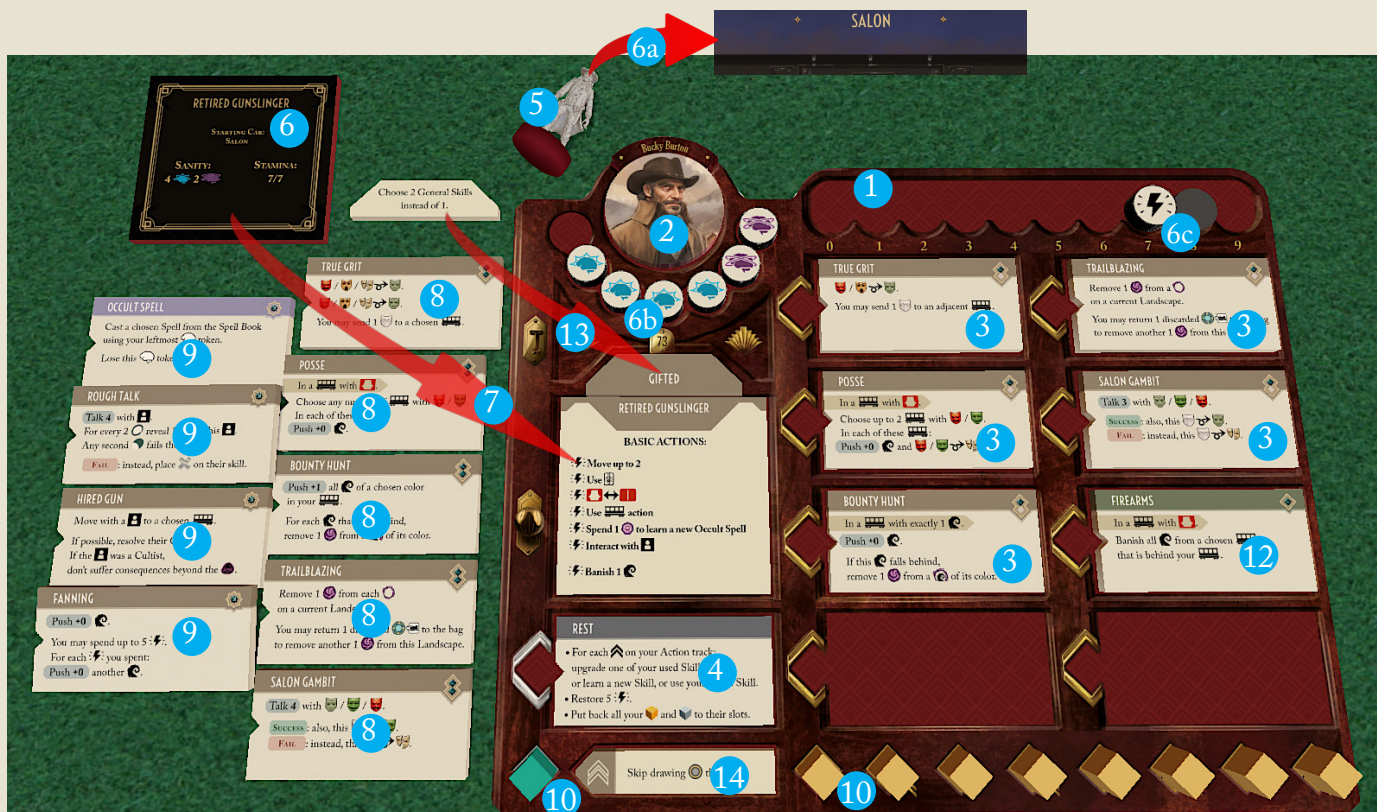 SALON
6a
5
RETIRED GUNSLINGER
6
STARTING CAR:
SALON
SANITY:
STAMINA:
4 2
7/7
Choose 2 General Skills
instead of 1.
Bucky Burton
2
1
0 1 2 3 4 5 6 7 8 9
6c
6b
13
73
7
GIFTED
RETIRED GUNSLINGER
BASIC ACTIONS:
: Move up to 2
: Use
:
: Use action
: Spend 1 to learn a new Occult Spell
: Interact with
: Banish 1
REST
• For each on your Action track:
upgrade one of your used Skills
or learn a new Skill, or use Skill.
• Restore 5
• Put back all your and to their slots.
4
Skip drawing
14
10
10
TRUE GRIT
You may send 1 to a chosen
8
POSSE
In a with
Choose any with
In each of these
Push +0
8
BOUNTY HUNT
Push +1 all of a chosen color
in your
For each
remove 1 from of its color.
8
TRAILBLAZING
Remove 1 from each
on a current
You may return 1 to the bag
to remove another 1 from this Landscape.
8
SALON GAMBIT
Talk 4 with
SUCCESS: also, this
FAIL: instead,
8
OCCULT SPELL
Cast a chosen Spell from the Spell Book
using your leftmost token.
Lose this
9
ROUGH TALK
Talk 4 with
For every 2 reveal this
Any second fails
FAIL: instead, place on their skill.
9
HIRED GUN
Move with a to a chosen
If possible, resolve their
If the was a Cultist,
don't suffer consequences beyond the
9
FANNING
Push +0
You may spend up to 5
For each you spent:
Push +0 another
9
TRUE GRIT
You may send 1 to an adjacent
3
POSSE
In a with
Choose up to 2 with
In each of these
Push +0 and
3
BOUNTY HUNT
In a with exactly 1
Push +0
If this falls behind,
remove 1 from a of its color.
3
TRAILBLAZING
Remove 1 from a
on a current Landscape.
You may return 1 discarded
to remove another 1 from this
3
SALON GAMBIT
Talk 3 with
SUCCESS: also, this
FAIL: instead, this
3
FIREARMS
In a with
Banish all from a chosen
that is behind your
12